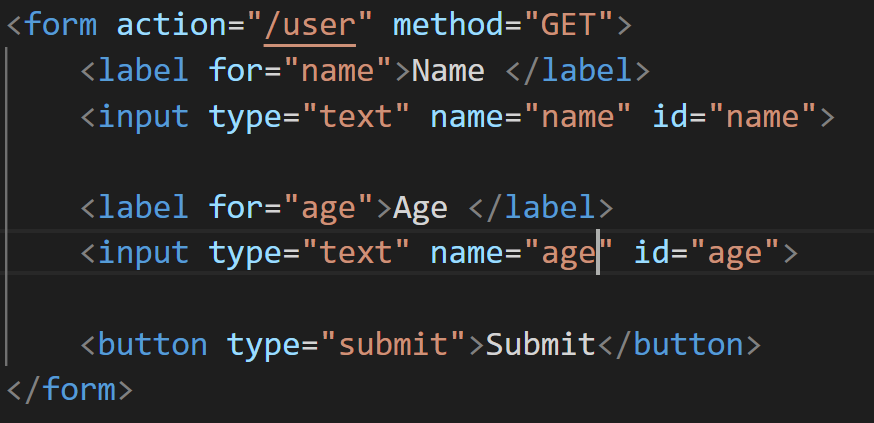 <form action="/user" method="GET">
    <label for="name">Name </label>
    <input type="text" name="name" id="name">
    <label for="age">Age </label>
    <input type="text" name="age" id="age">
    <button type="submit">Submit</button>
</form>